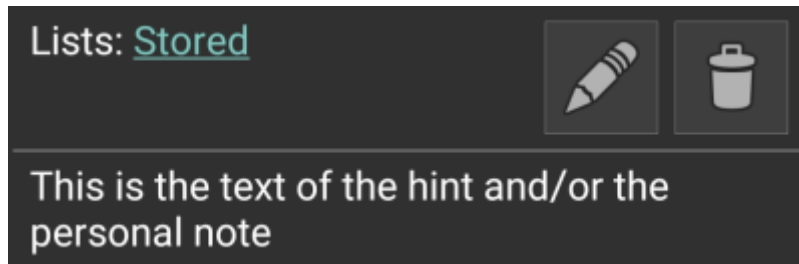 Lists: Stored
This is the text of the hint and/or the
personal note